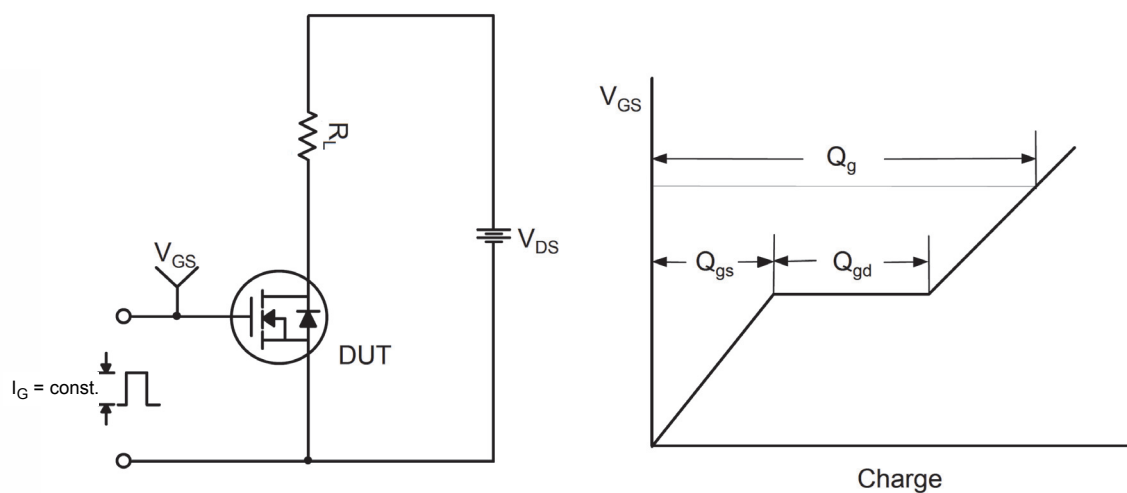 R_L
V_DS
V_GS
DUT
I_G = const.
V_GS
Q_g
Q_gs
Q_gd
Charge